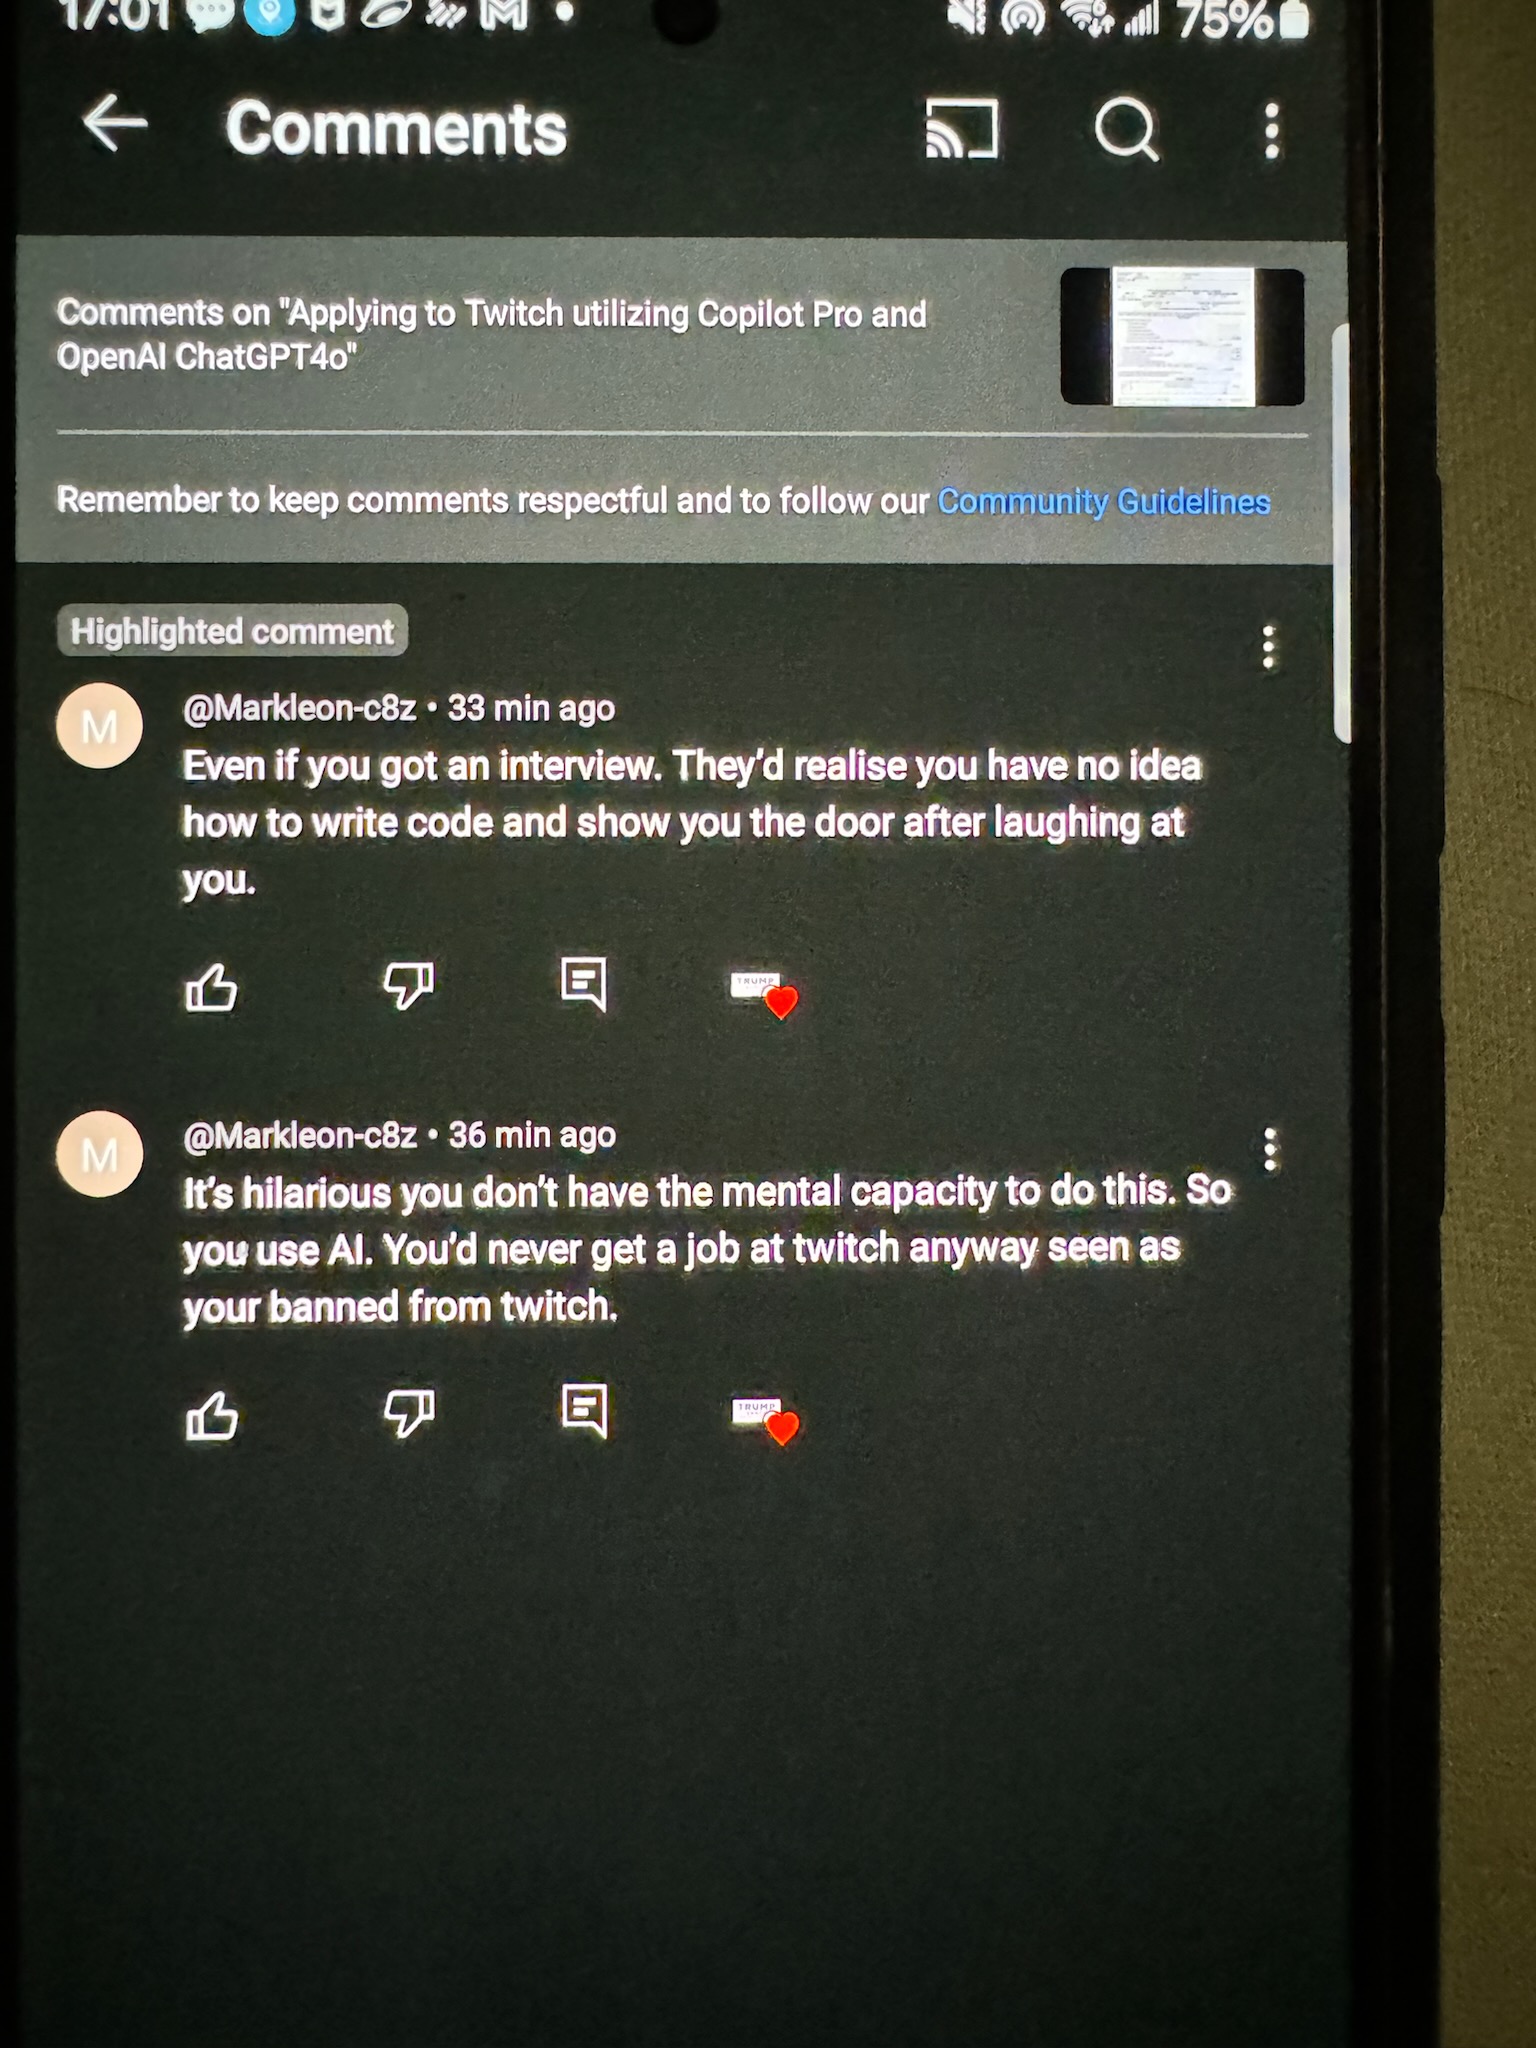 17:01
75%
Comments
Comments on "Applying to Twitch utilizing Copilot Pro and
OpenAI ChatGPT4o"
Remember to keep comments respectful and to follow our Community Guidelines
Highlighted comment
M
@Markleon-c8z • 33 min ago
Even if you got an interview. They'd realise you have no idea
how to write code and show you the door after laughing at
you.
TRUMP
M
@Markleon-c8z • 36 min ago
It's hilarious you don't have the mental capacity to do this. So
you use AI. You'd never get a job at twitch anyway seen as
your banned from twitch.
TRUMP